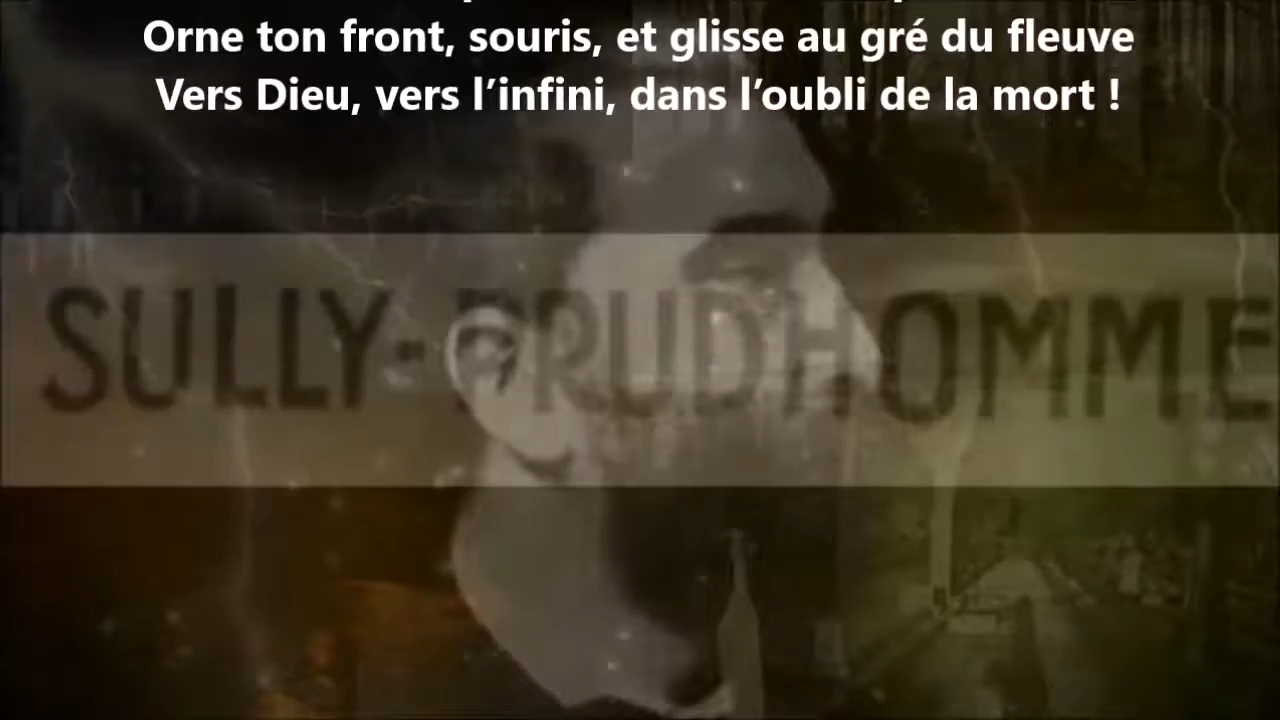 Orne ton front, souris, et glisse au gré du fleuve
Vers Dieu, vers l’infini, dans l’oubli de la mort !
SULLY-PRUDHOMME